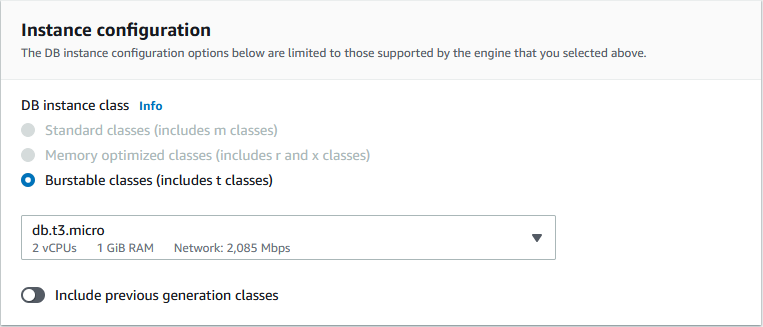 Instance configuration
The DB instance configuration options below are limited to those supported by the engine that you selected above.
DB instance class Info
Standard classes (includes m classes)
Memory optimized classes (includes r and x classes)
Burstable classes (includes t classes)
db.t3.micro
2 vCPUs 1 GiB RAM Network: 2,085 Mbps
Include previous generation classes